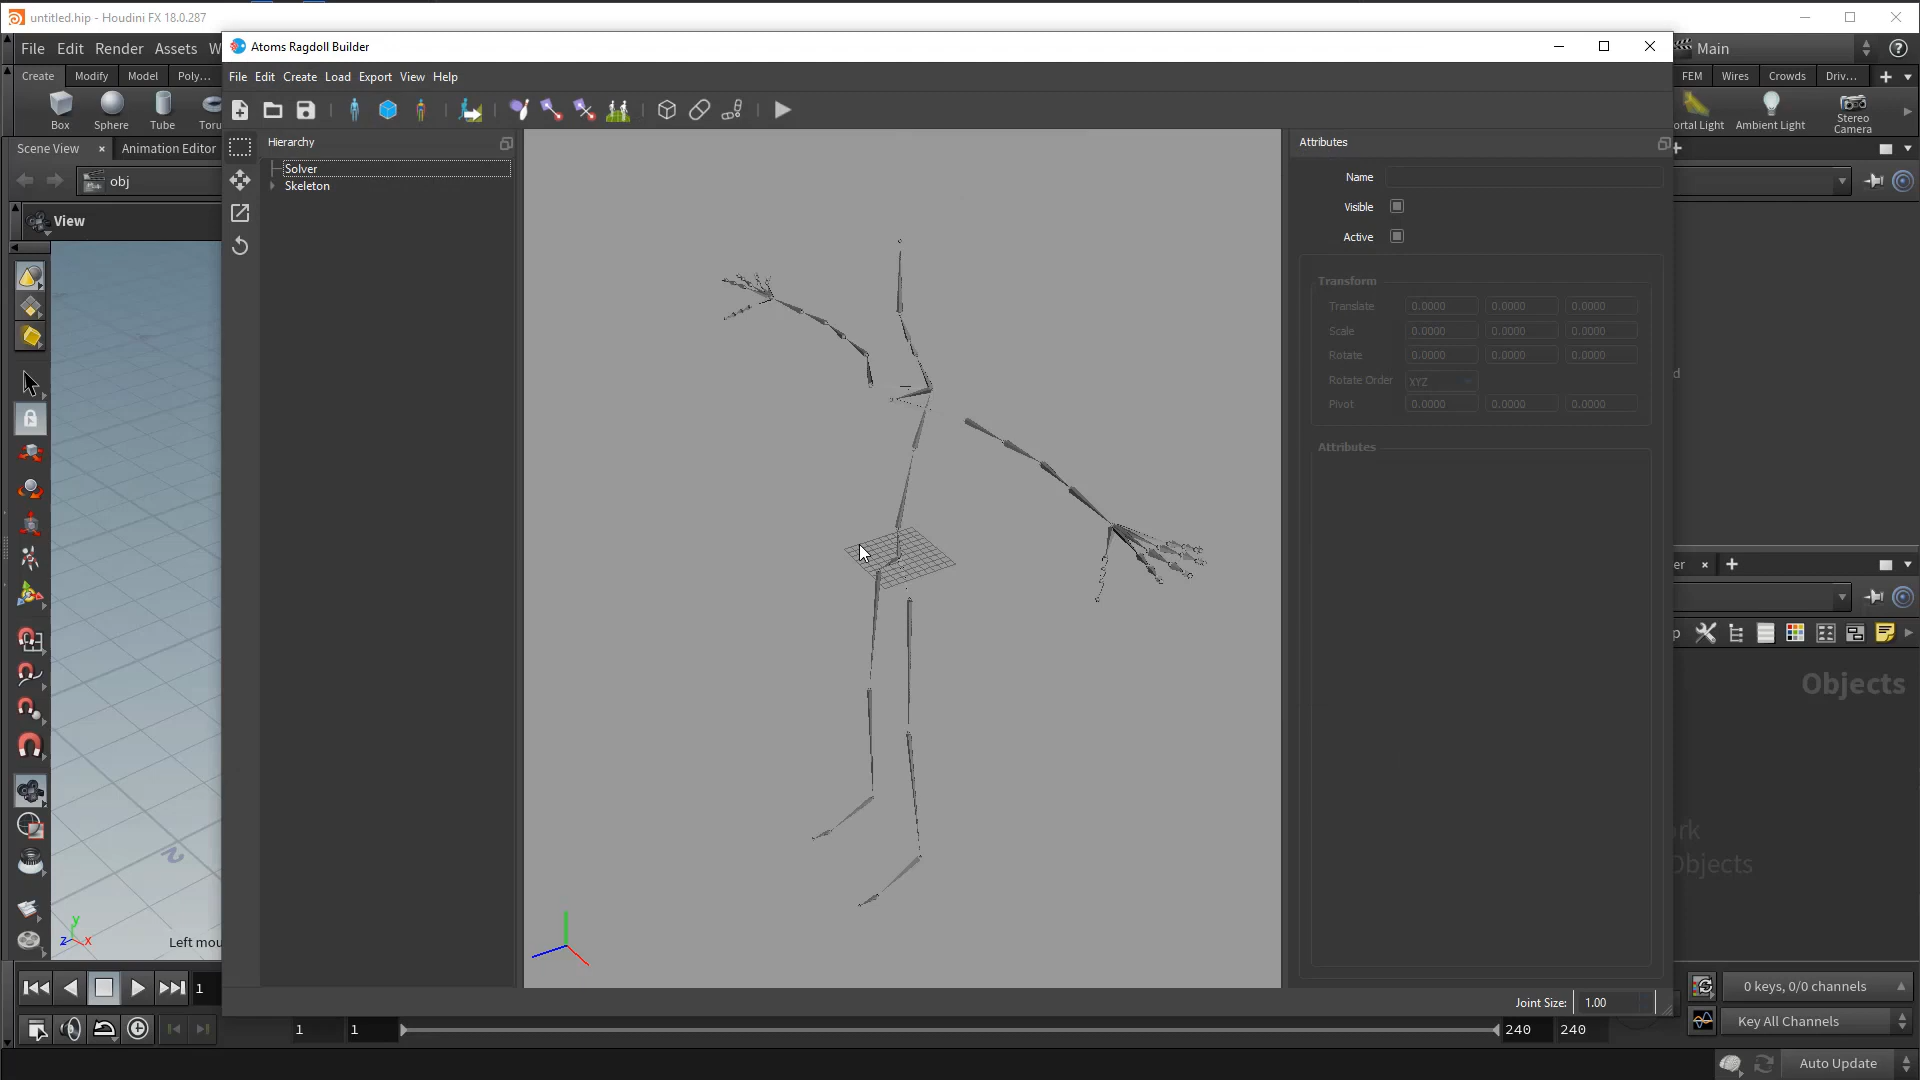 untitled.hip - Houdini FX 18.0.287
File Edit Render Assets W
Main
Create Modify Model Poly...
FEM Wires Crowds Driv...
Box Sphere Tube Toru
ortal Light Ambient Light Stereo Camera
Scene View Animation Editor
obj
View
Left mou
Atoms Ragdoll Builder
File Edit Create Load Export View Help
Hierarchy
Solver
Skeleton
Attributes
Name
Visible
Active
Transform
Translate 0.0000 0.0000 0.0000
Scale 0.0000 0.0000 0.0000
Rotate 0.0000 0.0000 0.0000
Rotate Order XYZ
Pivot 0.0000 0.0000 0.0000
Attributes
Joint Size: 1.00
d
er
p
Objects
rk
Objects
y
z x
2
1
1 1 240 240
0 keys, 0/0 channels
Key All Channels
Auto Update